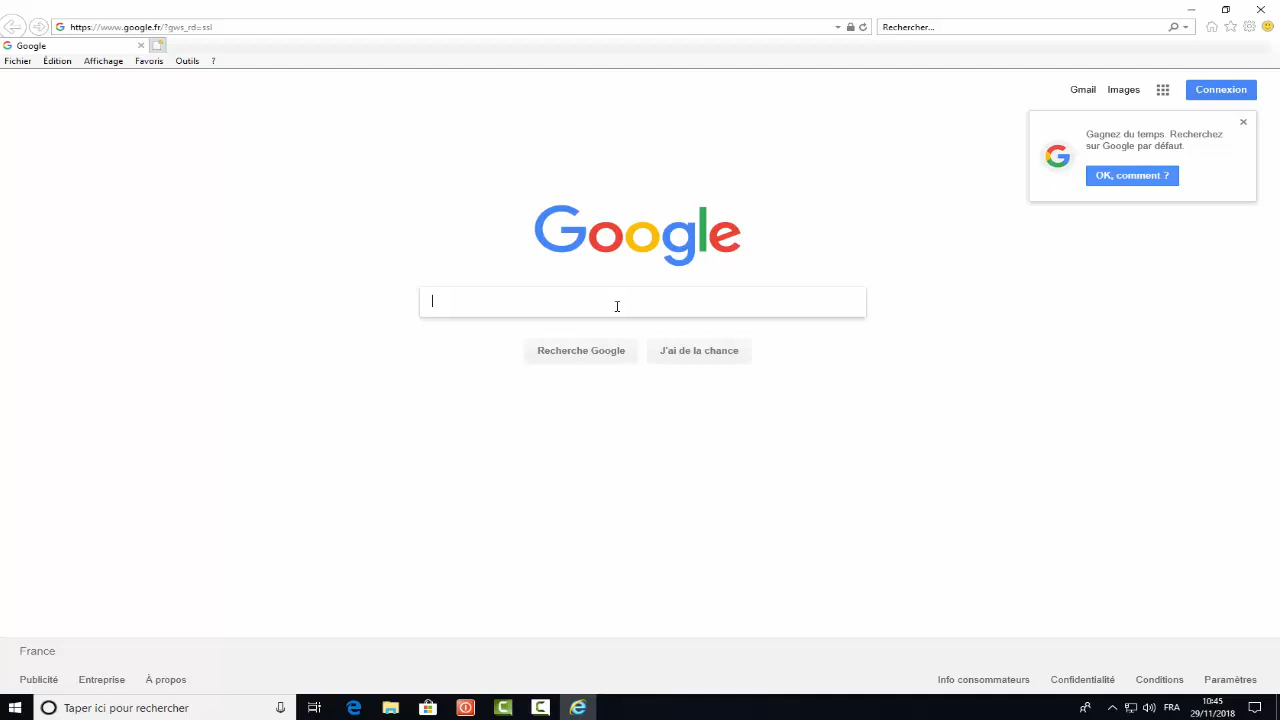 https://www.google.fr/?gws_rd=ssl
Rechercher...
Google
Fichier Édition Affichage Favoris Outils ?
Gmail Images Connexion
Gagnez du temps. Recherchez
sur Google par défaut.
OK, comment ?
Google
Recherche Google J'ai de la chance
France
Publicité Entreprise À propos Info consommateurs Confidentialité Conditions Paramètres
Taper ici pour rechercher
FRA
10:45
29/11/2018